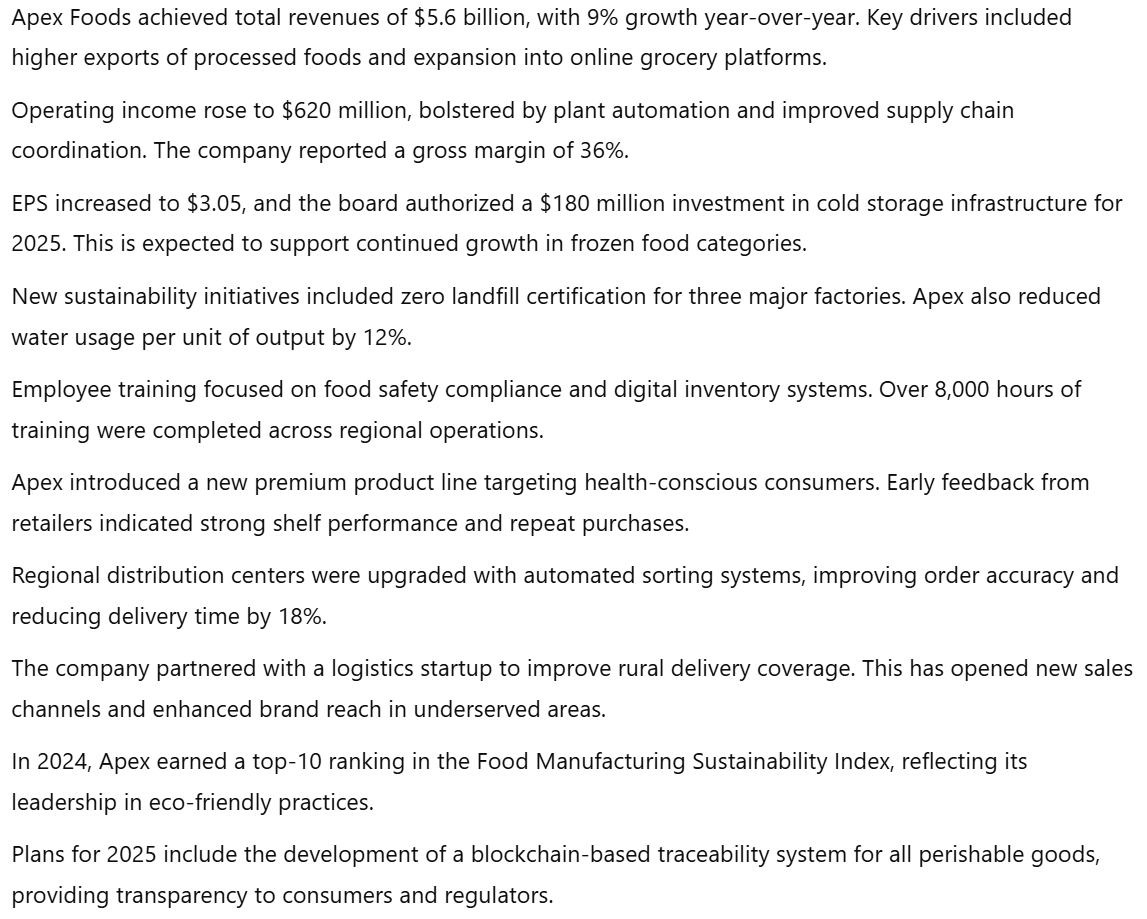 Apex Foods achieved total revenues of $5.6 billion, with 9% growth year-over-year. Key drivers included
higher exports of processed foods and expansion into online grocery platforms.
Operating income rose to $620 million, bolstered by plant automation and improved supply chain
coordination. The company reported a gross margin of 36%.
EPS increased to $3.05, and the board authorized a $180 million investment in cold storage infrastructure for
2025. This is expected to support continued growth in frozen food categories.
New sustainability initiatives included zero landfill certification for three major factories. Apex also reduced
water usage per unit of output by 12%.
Employee training focused on food safety compliance and digital inventory systems. Over 8,000 hours of
training were completed across regional operations.
Apex introduced a new premium product line targeting health-conscious consumers. Early feedback from
retailers indicated strong shelf performance and repeat purchases.
Regional distribution centers were upgraded with automated sorting systems, improving order accuracy and
reducing delivery time by 18%.
The company partnered with a logistics startup to improve rural delivery coverage. This has opened new sales
channels and enhanced brand reach in underserved areas.
In 2024, Apex earned a top-10 ranking in the Food Manufacturing Sustainability Index, reflecting its
leadership in eco-friendly practices.
Plans for 2025 include the development of a blockchain-based traceability system for all perishable goods,
providing transparency to consumers and regulators.